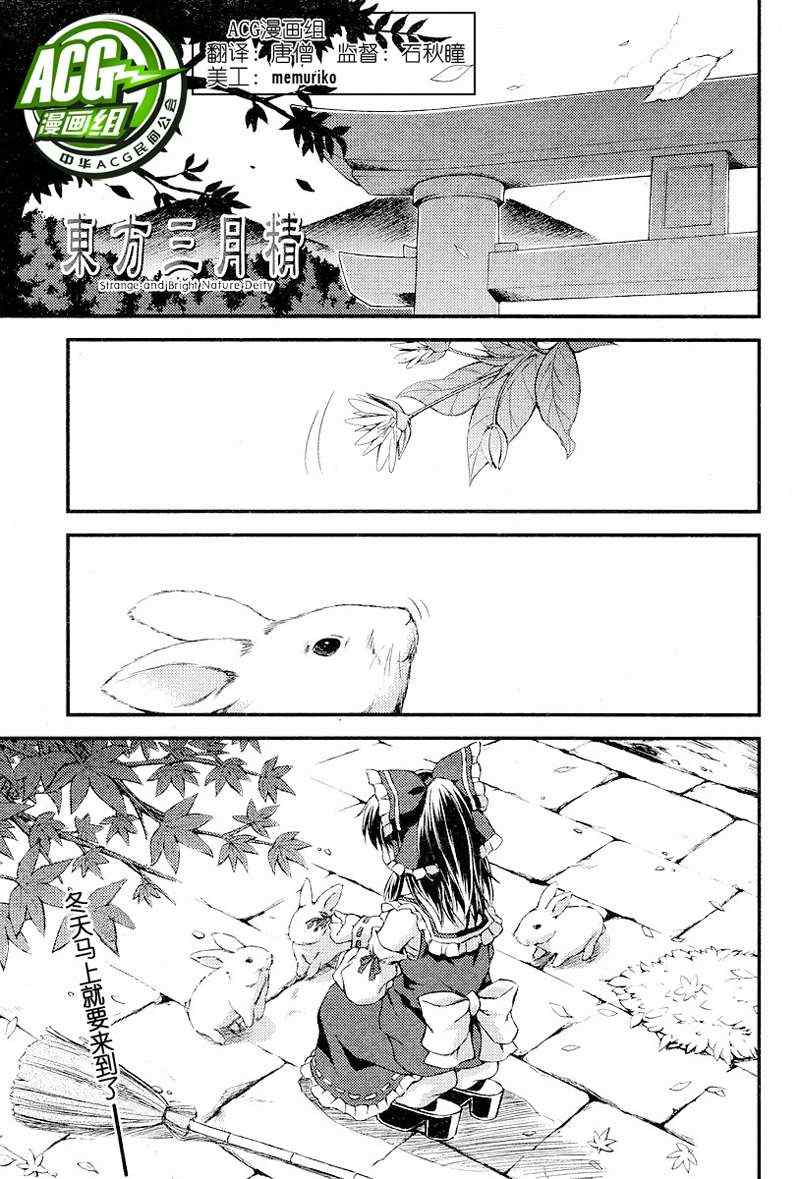 ACG漫画组
翻译：唐僧 监督：石秋瞳
美工：memuriko
ACG
漫画组
中华ACG民间公会
東方三月精
Strange and Bright Nature Deity
冬天马上就要来到了——